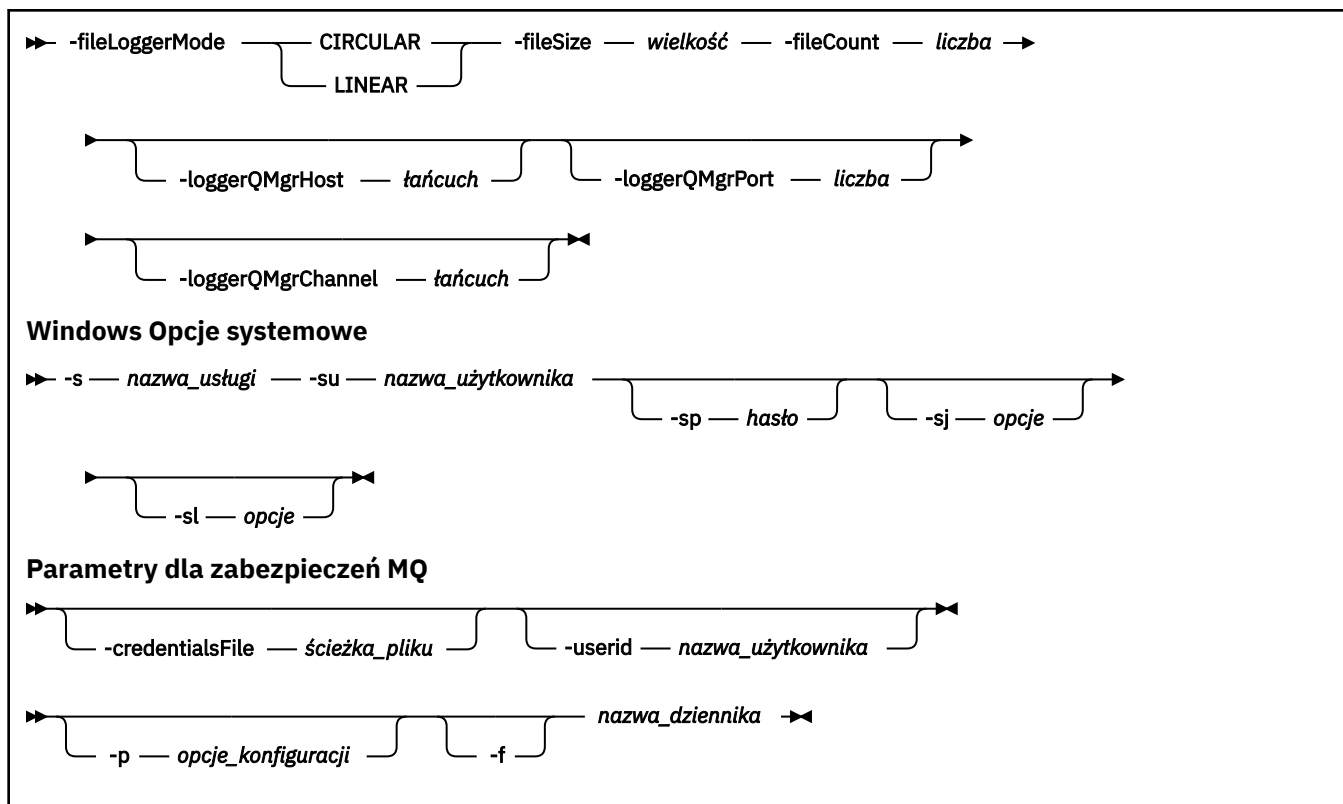 -fileLoggerMode CIRCULAR -fileSize wielkość -fileCount liczba
LINEAR
-loggerQMgrHost łańcuch -loggerQMgrPort liczba
-loggerQMgrChannel łańcuch
Windows Opcje systemowe
-s nazwa_usługi -su nazwa_użytkownika
-sp hasło -sj opcje
-sl opcje
Parametry dla zabezpieczeń MQ
-credentialsFile ścieżka_pliku -userid nazwa_użytkownika
nazwa_dziennika
-p opcje_konfiguracji -f